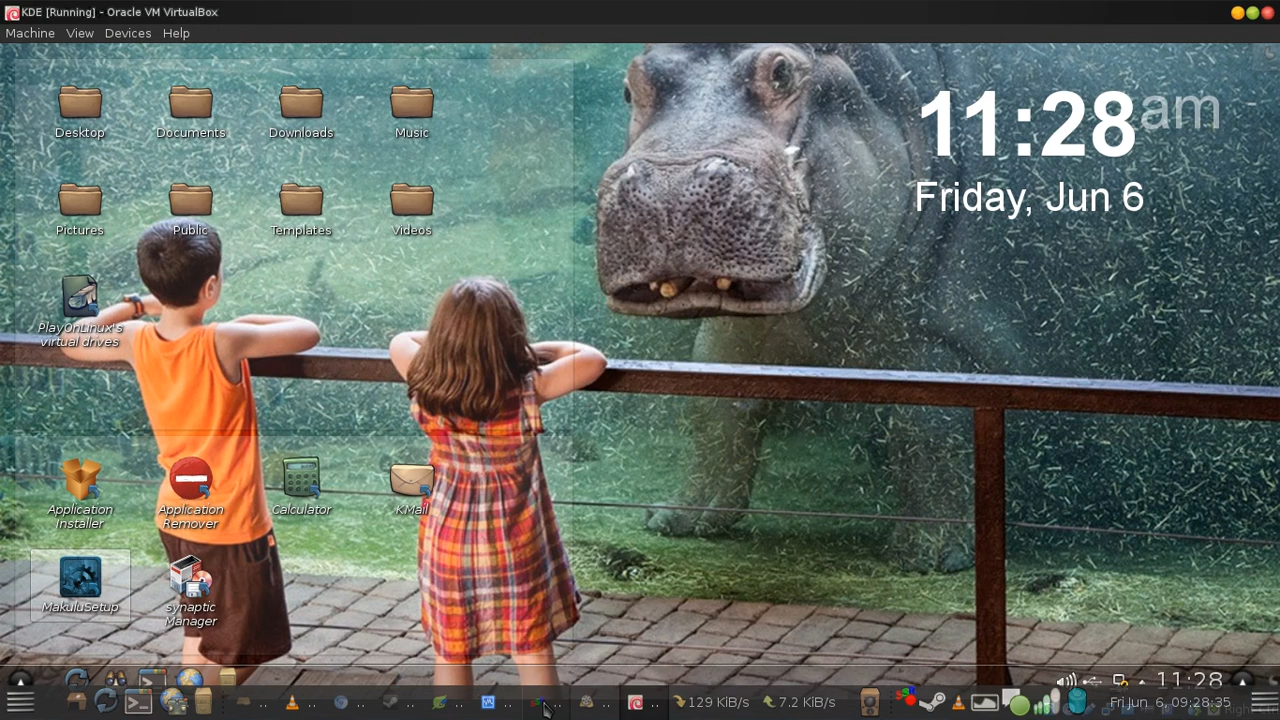 KDE [Running] - Oracle VM VirtualBox
Machine View Devices Help
11:28am
Friday, Jun 6
Desktop Documents Downloads Music
Pictures Public Templates Videos
PlayOnLinux's
virtual drives
Application
Installer
Application
Remover
Calculator
KMail
MakuluSetup
synaptic
Manager
11:28
129 KiB/s 7.2 KiB/s
Fri Jun 6, 09:28:35